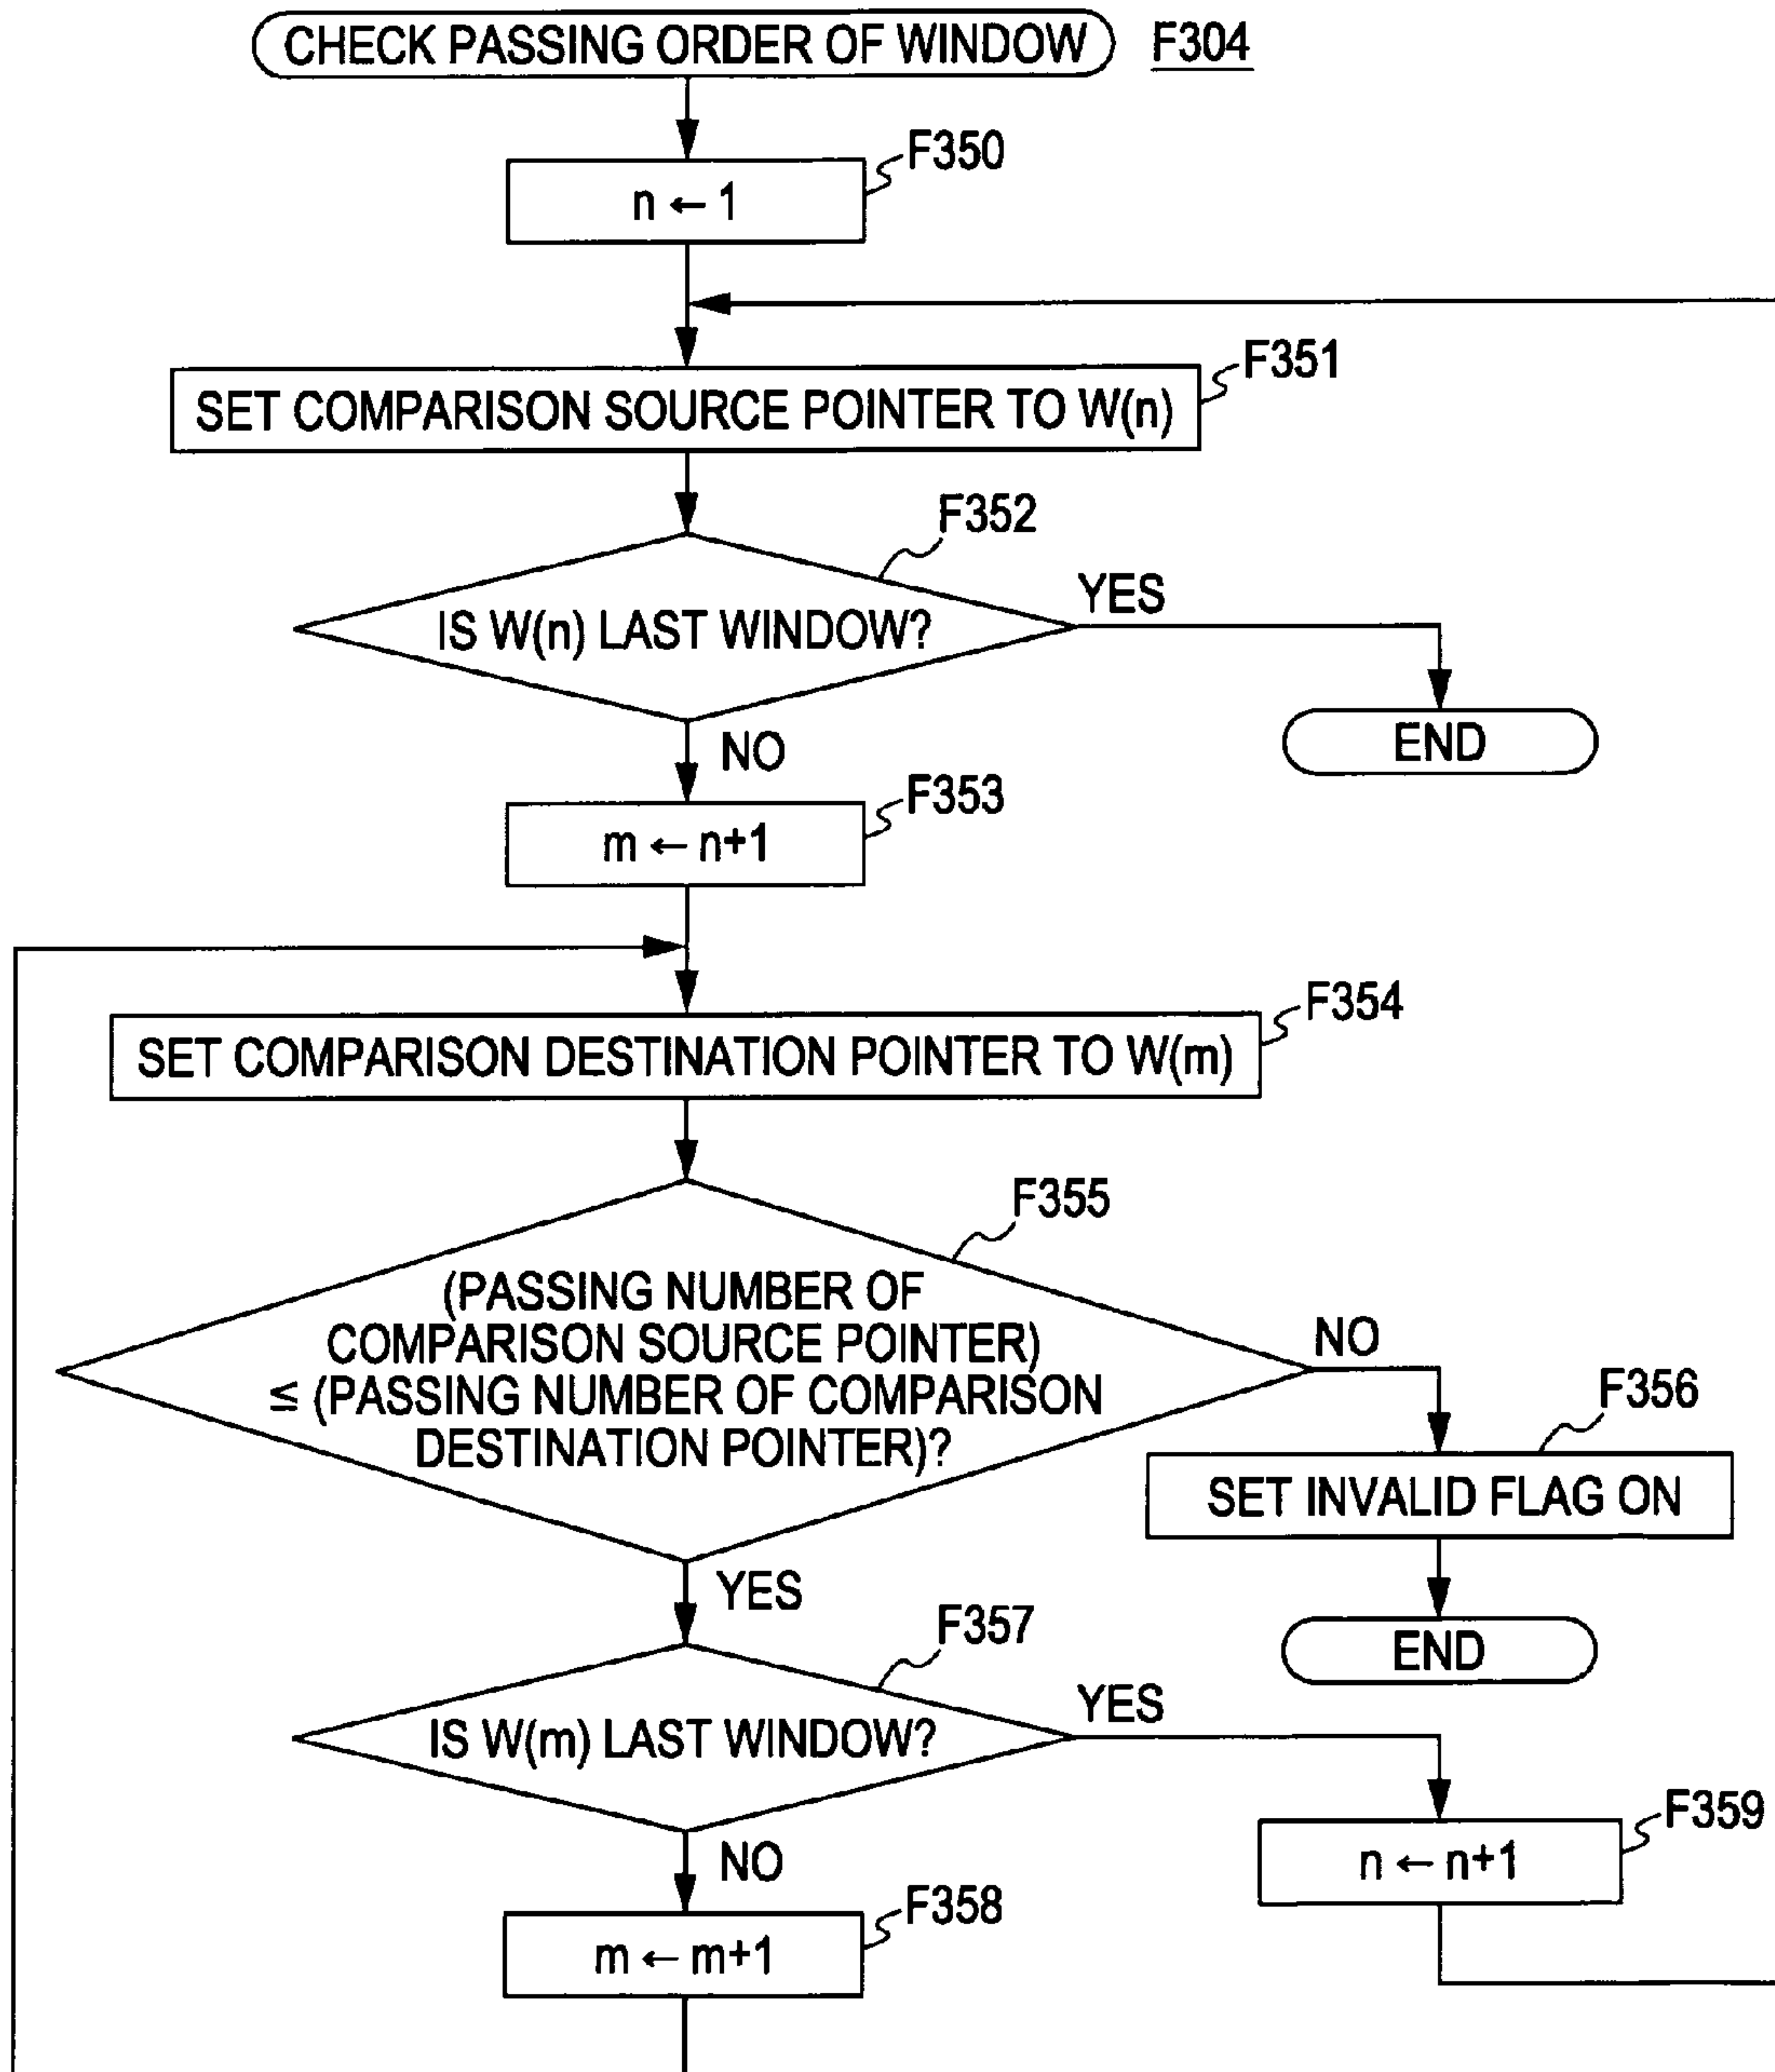 CHECK PASSING ORDER OF WINDOW
F304
F350
n ← 1
F351
SET COMPARISON SOURCE POINTER TO W(n)
F352
IS W(n) LAST WINDOW?
YES
END
NO
F353
m ← n+1
F354
SET COMPARISON DESTINATION POINTER TO W(m)
F355
(PASSING NUMBER OF
COMPARISON SOURCE POINTER)
≤ (PASSING NUMBER OF COMPARISON
DESTINATION POINTER)?
NO
F356
SET INVALID FLAG ON
END
YES
F357
IS W(m) LAST WINDOW?
YES
F359
n ← n+1
NO
F358
m ← m+1